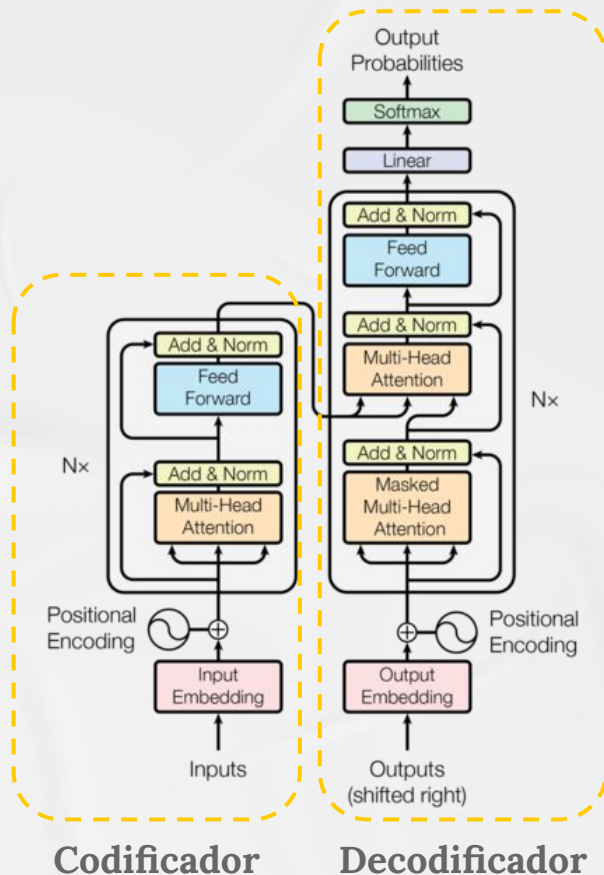 Output
Probabilities
Softmax
Linear
Add & Norm
Feed
Forward
Add & Norm
Multi-Head
Attention
Add & Norm
Masked
Multi-Head
Attention
N×
Positional
Encoding
Output
Embedding
Outputs
(shifted right)
Add & Norm
Feed
Forward
N×
Add & Norm
Multi-Head
Attention
Positional
Encoding
Input
Embedding
Inputs
Codificador
Decodificador